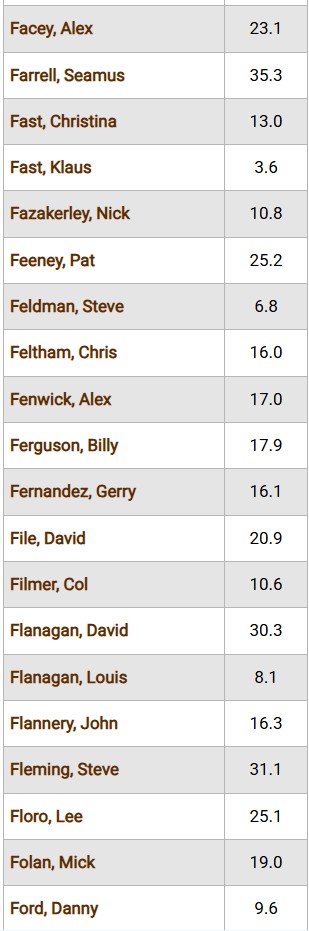 Facey, Alex 23.1
Farrell, Seamus 35.3
Fast, Christina 13.0
Fast, Klaus 3.6
Fazakerley, Nick 10.8
Feeney, Pat 25.2
Feldman, Steve 6.8
Feltham, Chris 16.0
Fenwick, Alex 17.0
Ferguson, Billy 17.9
Fernandez, Gerry 16.1
File, David 20.9
Filmer, Col 10.6
Flanagan, David 30.3
Flanagan, Louis 8.1
Flannery, John 16.3
Fleming, Steve 31.1
Floro, Lee 25.1
Folan, Mick 19.0
Ford, Danny 9.6